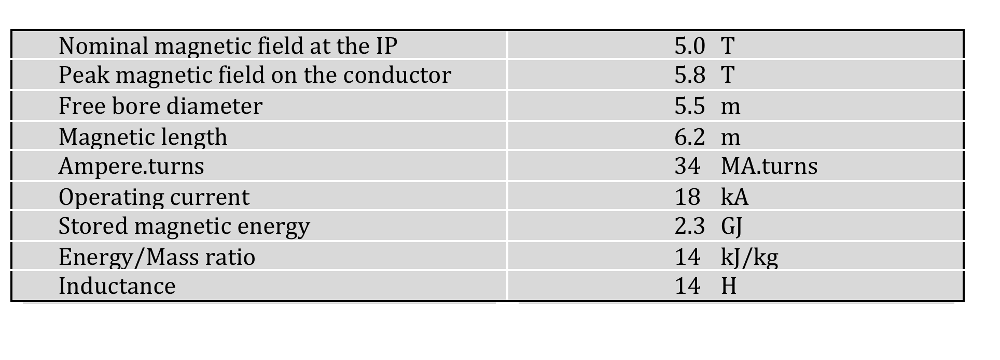 Nominal magnetic field at the IP 5.0 T
Peak magnetic field on the conductor 5.8 T
Free bore diameter 5.5 m
Magnetic length 6.2 m
Ampere.turns 34 MA.turns
Operating current 18 kA
Stored magnetic energy 2.3 GJ
Energy/Mass ratio 14 kJ/kg
Inductance 14 H